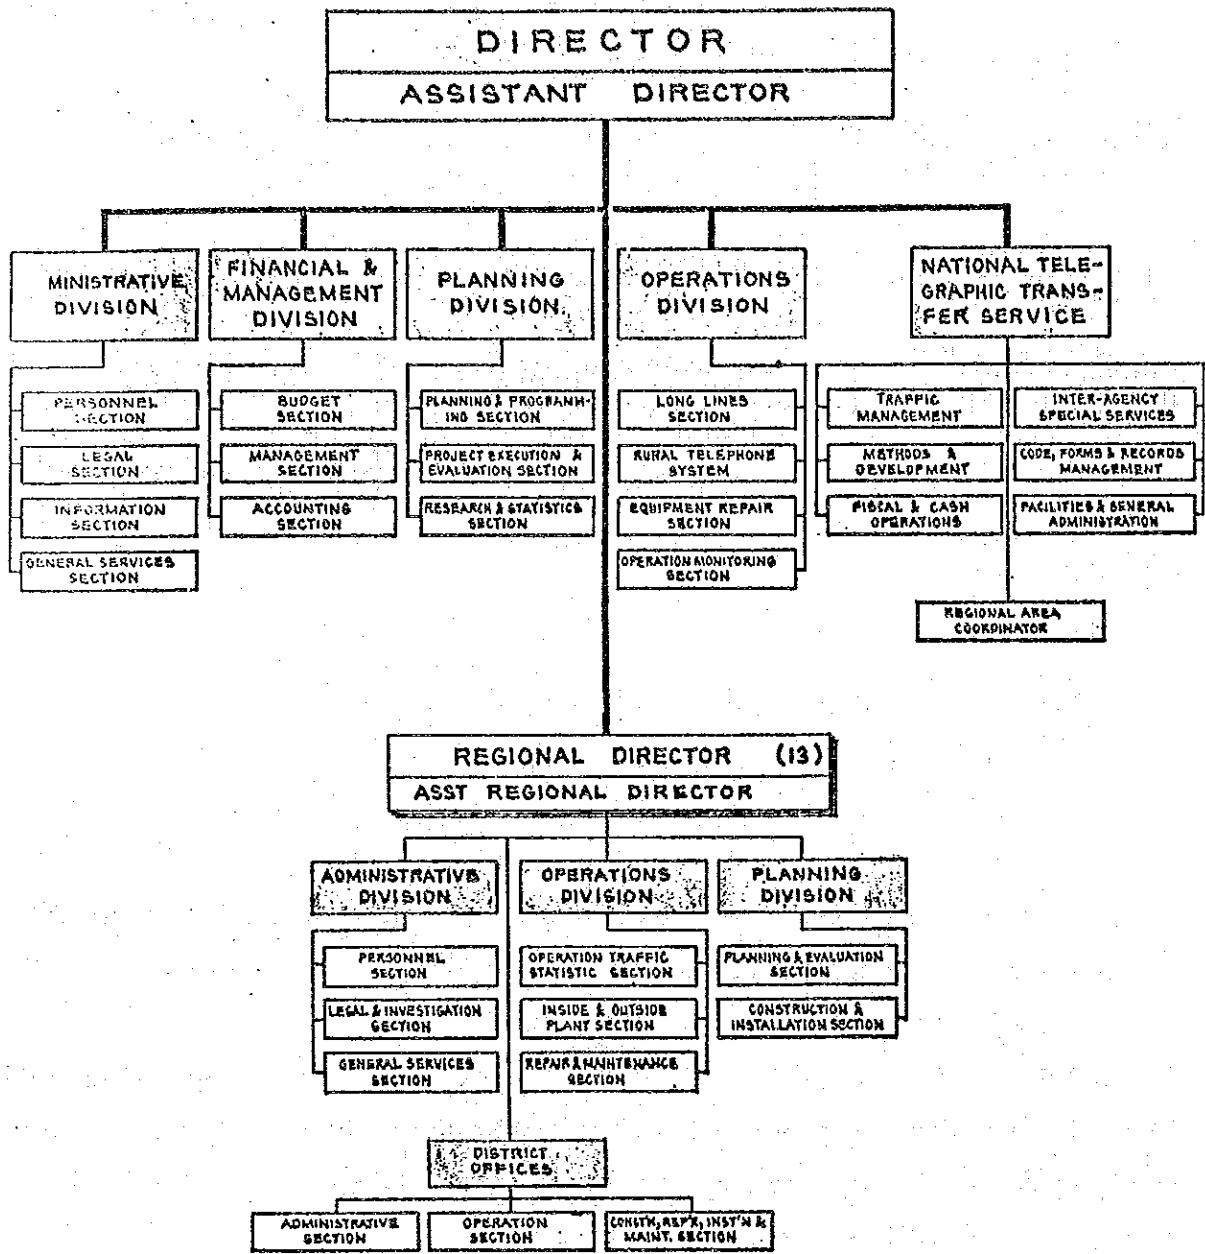 DIRECTOR
ASSISTANT DIRECTOR
MINISTRATIVE
DIVISION
FINANCIAL &
MANAGEMENT
DIVISION
PLANNING
DIVISION
OPERATIONS
DIVISION
NATIONAL TELE-
GRAPHIC TRANS-
FER SERVICE
PERSONNEL
SECTION
LEGAL
SECTION
INFORMATION
SECTION
GENERAL SERVICES
SECTION
BUDGET
SECTION
MANAGEMENT
SECTION
ACCOUNTING
SECTION
PLANNING & PROGRAMM-
ING SECTION
PROJECT EXECUTION &
EVALUATION SECTION
RESEARCH & STATISTICS
SECTION
LONG LINES
SECTION
RURAL TELEPHONE
SYSTEM
EQUIPMENT REPAIR
SECTION
OPERATION MONITORING
SECTION
TRAFFIC
MANAGEMENT
METHODS &
DEVELOPMENT
FISCAL & CASH
OPERATIONS
INTER-AGENCY
SPECIAL SERVICES
CODE, FORMS & RECORDS
MANAGEMENT
FACILITIES & GENERAL
ADMINISTRATION
REGIONAL AREA
COORDINATOR
REGIONAL DIRECTOR (13)
ASST REGIONAL DIRECTOR
ADMINISTRATIVE
DIVISION
OPERATIONS
DIVISION
PLANNING
DIVISION
PERSONNEL
SECTION
LEGAL & INVESTIGATION
SECTION
GENERAL SERVICES
SECTION
OPERATION TRAFFIC
STATISTIC SECTION
INSIDE & OUTSIDE
PLANT SECTION
REPAIR & MAINTENANCE
SECTION
PLANNING & EVALUATION
SECTION
CONSTRUCTION &
INSTALLATION SECTION
DISTRICT
OFFICES
ADMINISTRATIVE
SECTION
OPERATION
SECTION
CONST'N, REP'R, INST'N &
MAINT. SECTION